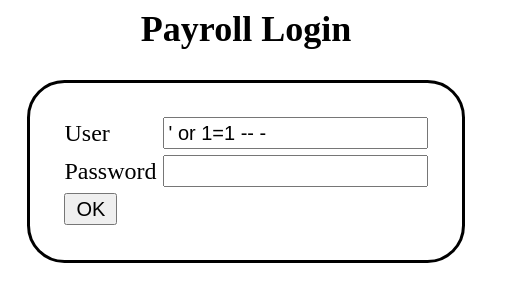 Payroll Login
User ' or 1=1 -- -
Password
OK